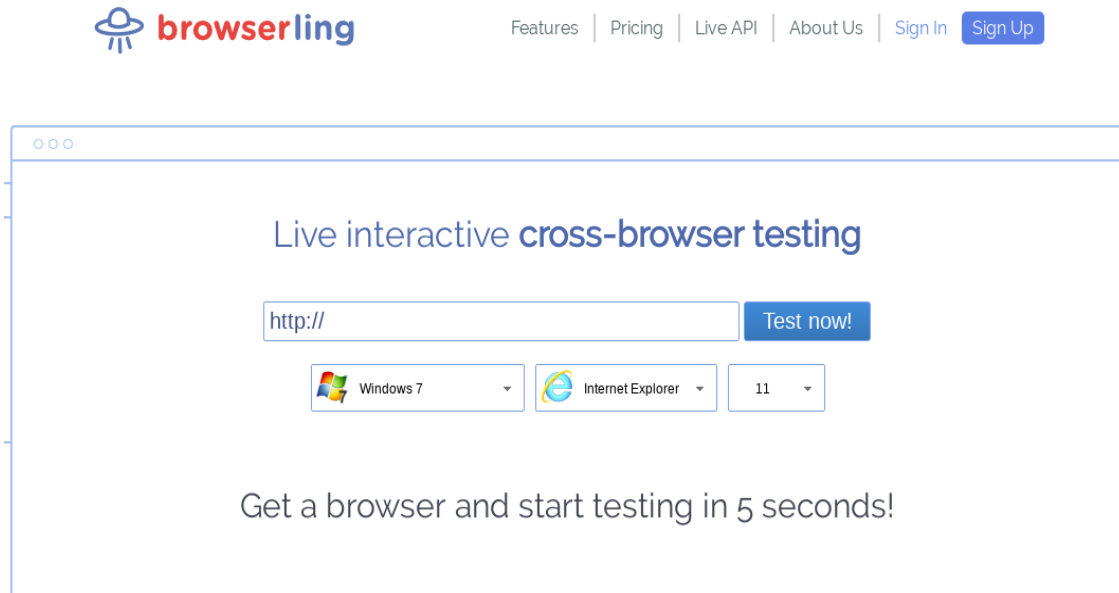 browserling
Features Pricing Live API About Us Sign In Sign Up
Live interactive cross-browser testing
http:// Test now!
Windows 7 Internet Explorer 11
Get a browser and start testing in 5 seconds!